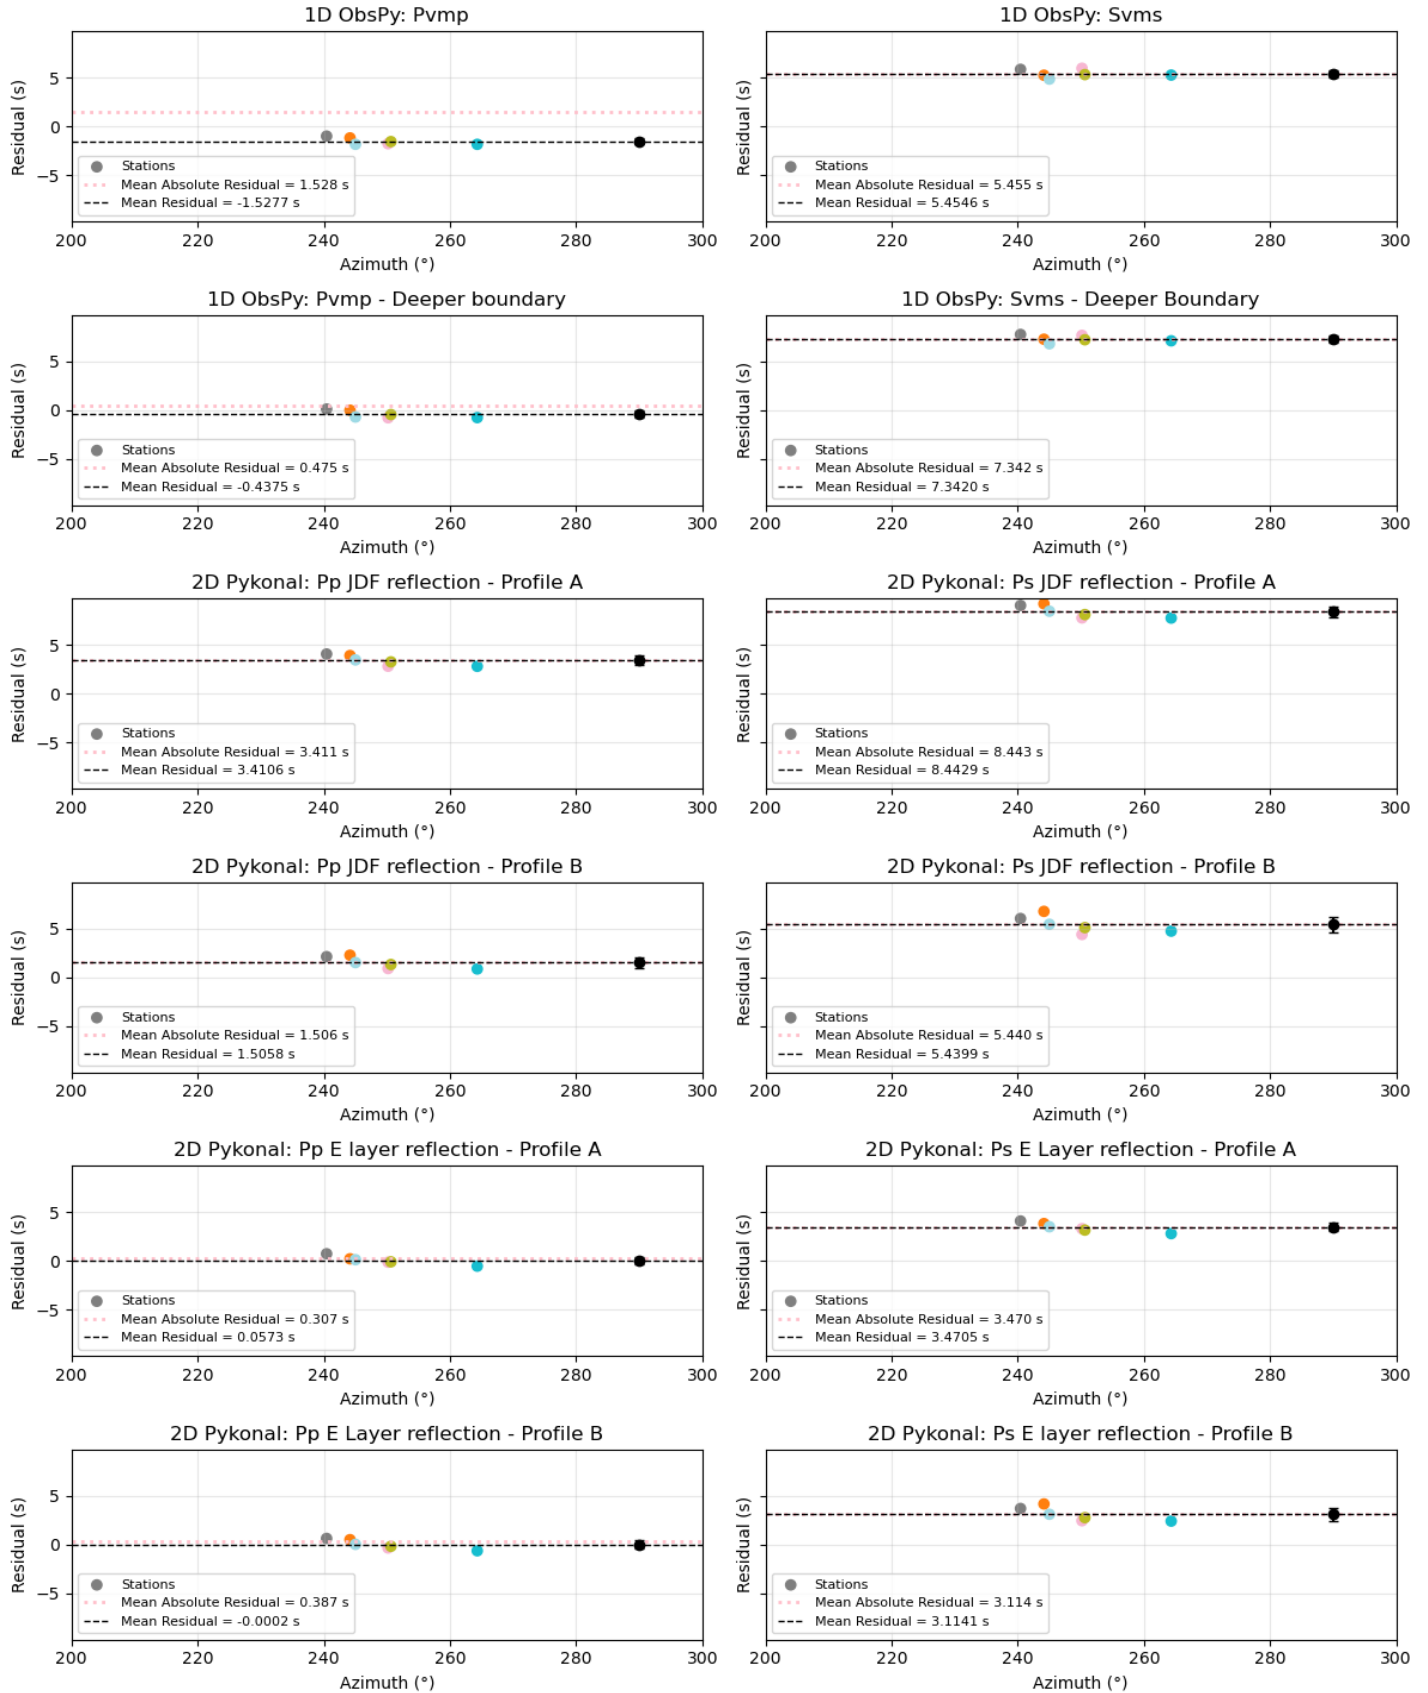 1D ObsPy: Pvmp
Residual (s)
5
0
−5
Stations
Mean Absolute Residual = 1.528 s
Mean Residual = -1.5277 s
200 220 240 260 280 300
Azimuth (°)
1D ObsPy: Svms
Residual (s)
Stations
Mean Absolute Residual = 5.455 s
Mean Residual = 5.4546 s
200 220 240 260 280 300
Azimuth (°)
1D ObsPy: Pvmp - Deeper boundary
Residual (s)
5
0
−5
Stations
Mean Absolute Residual = 0.475 s
Mean Residual = -0.4375 s
200 220 240 260 280 300
Azimuth (°)
1D ObsPy: Svms - Deeper Boundary
Residual (s)
Stations
Mean Absolute Residual = 7.342 s
Mean Residual = 7.3420 s
200 220 240 260 280 300
Azimuth (°)
2D Pykonal: Pp JDF reflection - Profile A
Residual (s)
5
0
−5
Stations
Mean Absolute Residual = 3.411 s
Mean Residual = 3.4106 s
200 220 240 260 280 300
Azimuth (°)
2D Pykonal: Ps JDF reflection - Profile A
Residual (s)
Stations
Mean Absolute Residual = 8.443 s
Mean Residual = 8.4429 s
200 220 240 260 280 300
Azimuth (°)
2D Pykonal: Pp JDF reflection - Profile B
Residual (s)
5
0
−5
Stations
Mean Absolute Residual = 1.506 s
Mean Residual = 1.5058 s
200 220 240 260 280 300
Azimuth (°)
2D Pykonal: Ps JDF reflection - Profile B
Residual (s)
Stations
Mean Absolute Residual = 5.440 s
Mean Residual = 5.4399 s
200 220 240 260 280 300
Azimuth (°)
2D Pykonal: Pp E layer reflection - Profile A
Residual (s)
5
0
−5
Stations
Mean Absolute Residual = 0.307 s
Mean Residual = 0.0573 s
200 220 240 260 280 300
Azimuth (°)
2D Pykonal: Ps E Layer reflection - Profile A
Residual (s)
Stations
Mean Absolute Residual = 3.470 s
Mean Residual = 3.4705 s
200 220 240 260 280 300
Azimuth (°)
2D Pykonal: Pp E Layer reflection - Profile B
Residual (s)
5
0
−5
Stations
Mean Absolute Residual = 0.387 s
Mean Residual = -0.0002 s
200 220 240 260 280 300
Azimuth (°)
2D Pykonal: Ps E layer reflection - Profile B
Residual (s)
Stations
Mean Absolute Residual = 3.114 s
Mean Residual = 3.1141 s
200 220 240 260 280 300
Azimuth (°)